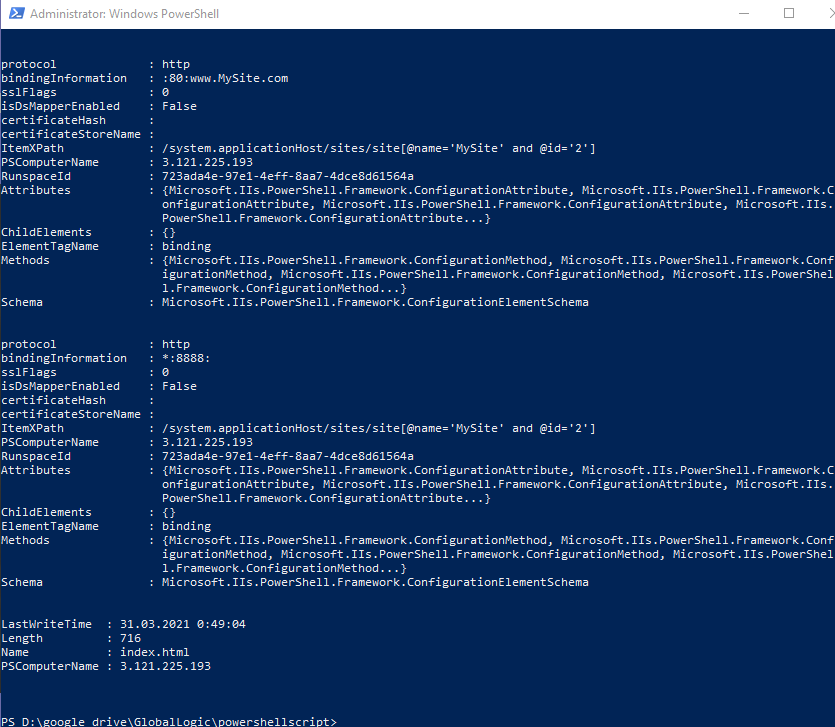 Administrator: Windows PowerShell
protocol : http
bindingInformation : :80:www.MySite.com
sslFlags : 0
isDsMapperEnabled : False
certificateHash :
certificateStoreName :
ItemXPath : /system.applicationHost/sites/site[@name='MySite' and @id='2']
PSComputerName : 3.121.225.193
RunspaceId : 723ada4e-97e1-4eff-8aa7-4dce8d61564a
Attributes : {Microsoft.IIs.PowerShell.Framework.ConfigurationAttribute, Microsoft.IIs.PowerShell.Framework.C
onfigurationAttribute, Microsoft.IIs.PowerShell.Framework.ConfigurationAttribute, Microsoft.IIs.
PowerShell.Framework.ConfigurationAttribute...}
ChildElements : {}
ElementTagName : binding
Methods : {Microsoft.IIs.PowerShell.Framework.ConfigurationMethod, Microsoft.IIs.PowerShell.Framework.Conf
igurationMethod, Microsoft.IIs.PowerShell.Framework.ConfigurationMethod, Microsoft.IIs.PowerShel
l.Framework.ConfigurationMethod...}
Schema : Microsoft.IIs.PowerShell.Framework.ConfigurationElementSchema
protocol : http
bindingInformation : *:8888:
sslFlags : 0
isDsMapperEnabled : False
certificateHash :
certificateStoreName :
ItemXPath : /system.applicationHost/sites/site[@name='MySite' and @id='2']
PSComputerName : 3.121.225.193
RunspaceId : 723ada4e-97e1-4eff-8aa7-4dce8d61564a
Attributes : {Microsoft.IIs.PowerShell.Framework.ConfigurationAttribute, Microsoft.IIs.PowerShell.Framework.C
onfigurationAttribute, Microsoft.IIs.PowerShell.Framework.ConfigurationAttribute, Microsoft.IIs.
PowerShell.Framework.ConfigurationAttribute...}
ChildElements : {}
ElementTagName : binding
Methods : {Microsoft.IIs.PowerShell.Framework.ConfigurationMethod, Microsoft.IIs.PowerShell.Framework.Conf
igurationMethod, Microsoft.IIs.PowerShell.Framework.ConfigurationMethod, Microsoft.IIs.PowerShel
l.Framework.ConfigurationMethod...}
Schema : Microsoft.IIs.PowerShell.Framework.ConfigurationElementSchema
LastWriteTime : 31.03.2021 0:49:04
Length : 716
Name : index.html
PSComputerName : 3.121.225.193
PS D:\google drive\GlobalLogic\powershellscript>